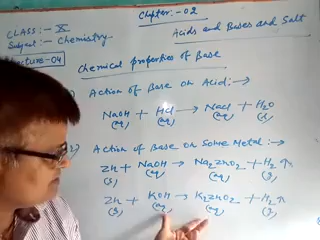 Chapter:-02
CLASS:-X
Acids and Bases and Salt
Subject:- Chemistry.
Lecture-04
Chemical properties of Base
Action of Base on Acid:-
NaOH + HCl → NaCl + H2O
(aq) (aq) (aq) (l)
2) Action of Base on Some Metal:-
Zn + NaOH → Na2ZnO2 + H2↑
(s) (aq) (aq) (g)
Zn + KOH → K2ZnO2 + H2↑
(s) (aq) (aq) (g)